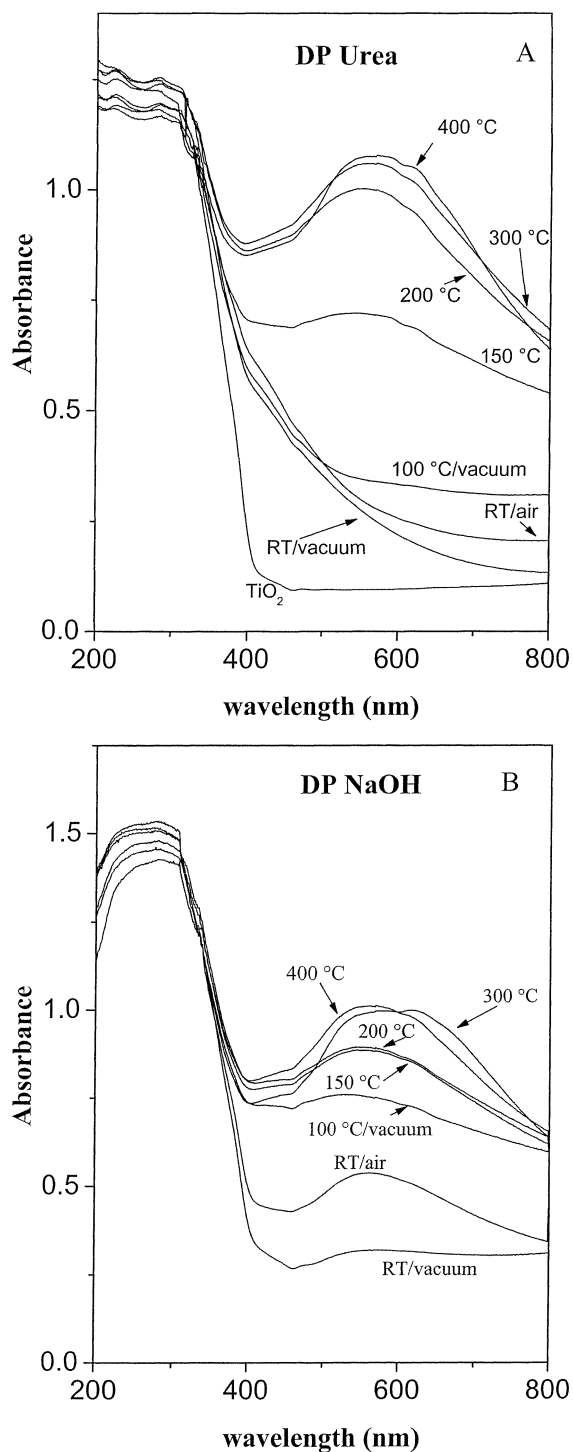 DP Urea
A
400 °C
1.0
300 °C
200 °C
150 °C
Absorbance
0.5
100 °C/vacuum
RT/air
RT/vacuum
TiO2
0.0
200
400
600
800
wavelength (nm)
DP NaOH
B
1.5
400 °C
300 °C
1.0
200 °C
150 °C
Absorbance
100 °C/vacuum
RT/air
0.5
RT/vacuum
0.0
200
400
600
800
wavelength (nm)